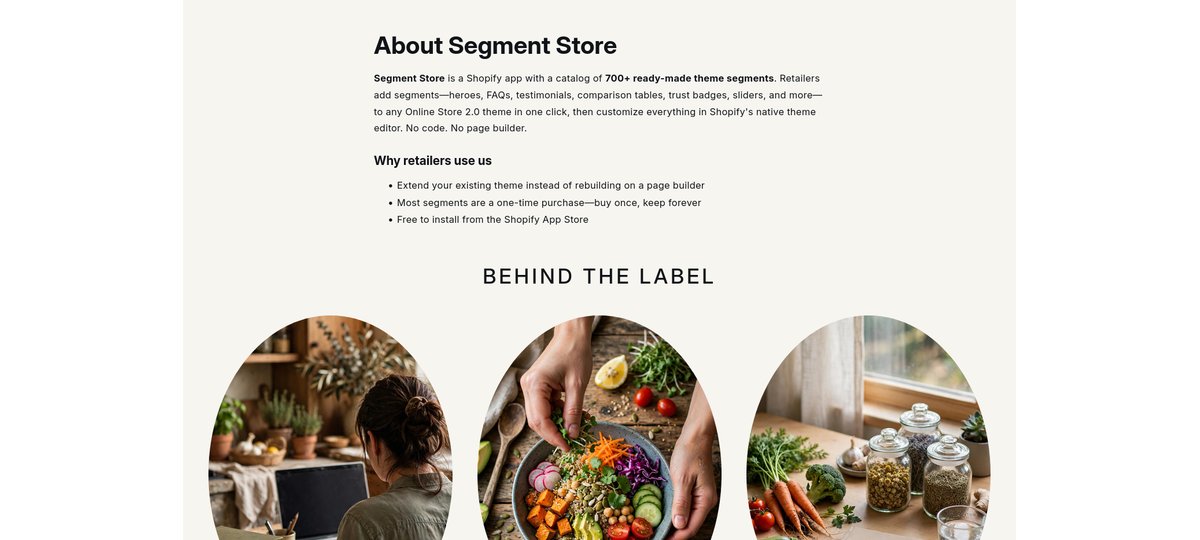 About Segment Store
Segment Store is a Shopify app with a catalog of 700+ ready-made theme segments. Retailers
add segments—heroes, FAQs, testimonials, comparison tables, trust badges, sliders, and more—
to any Online Store 2.0 theme in one click, then customize everything in Shopify's native theme
editor. No code. No page builder.
Why retailers use us
• Extend your existing theme instead of rebuilding on a page builder
• Most segments are a one-time purchase—buy once, keep forever
• Free to install from the Shopify App Store
BEHIND THE LABEL